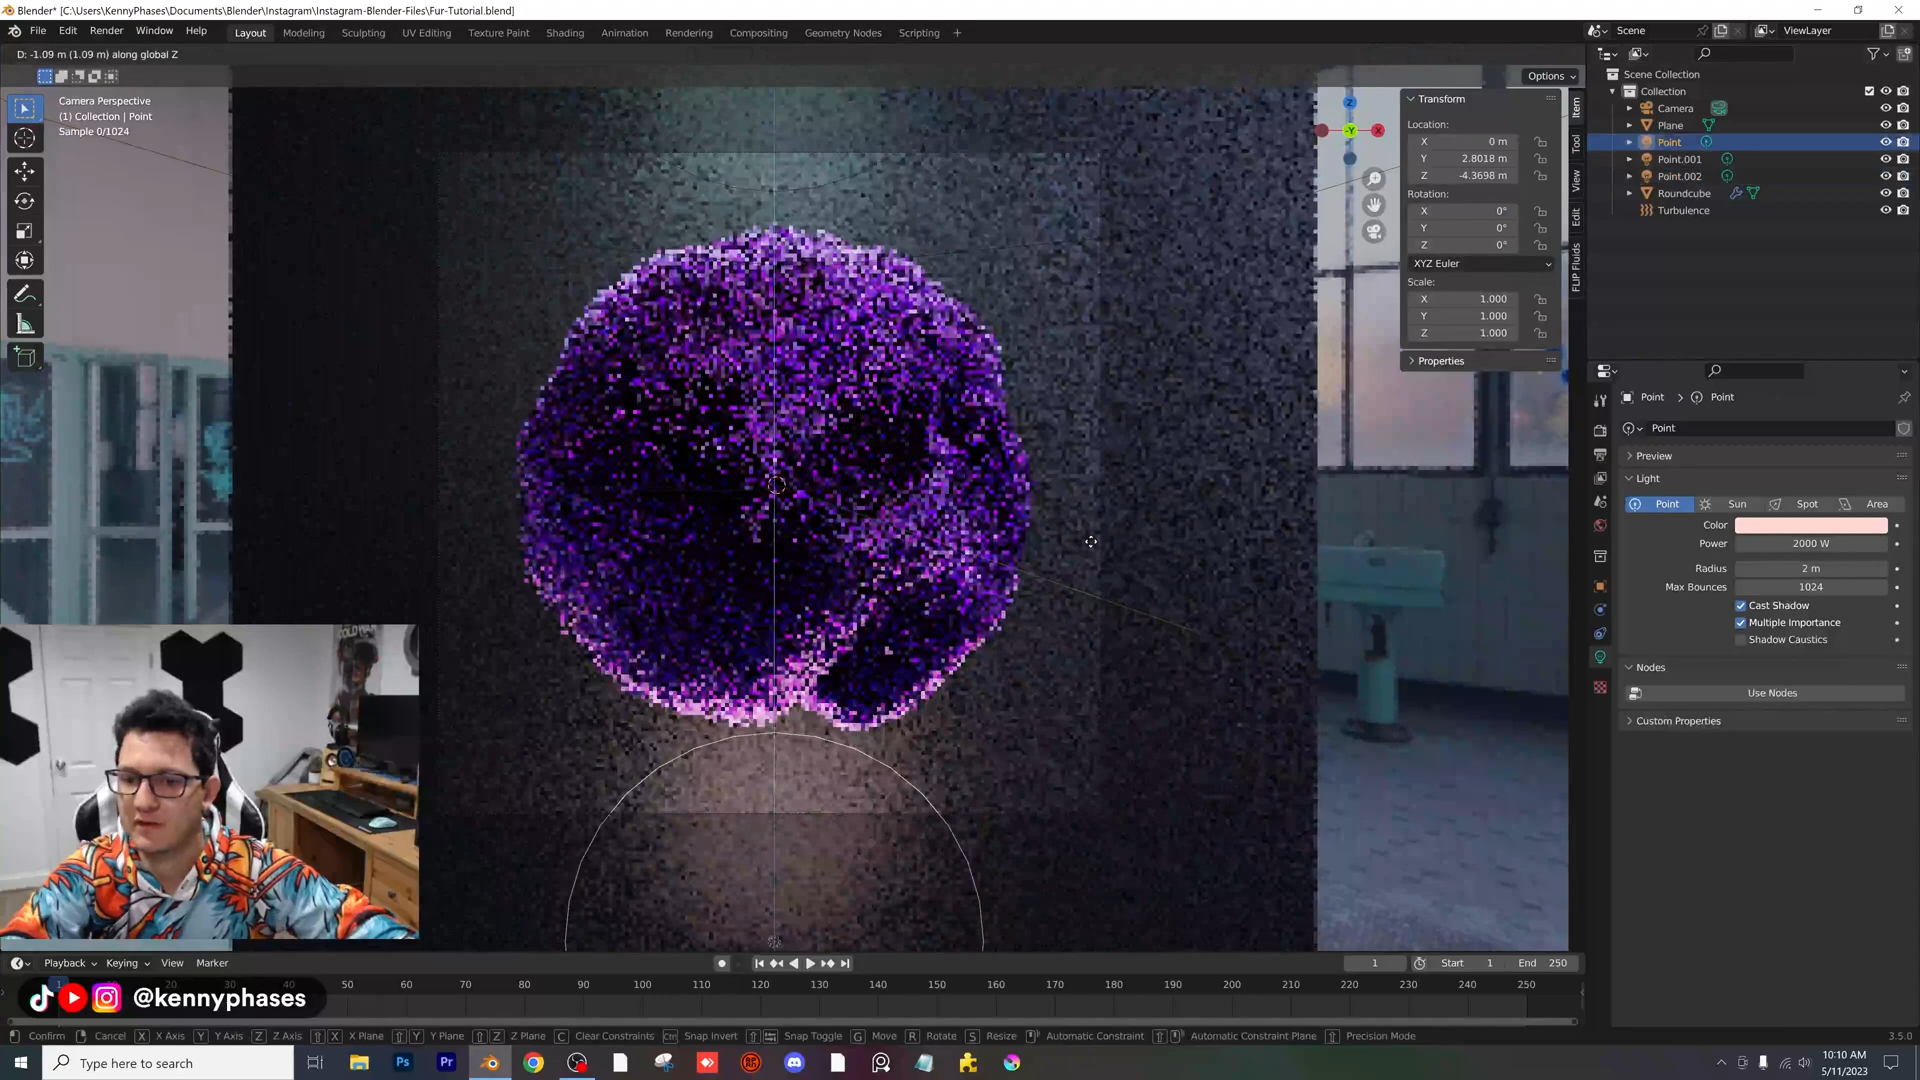 Blender* [C:\Users\KennyPhases\Documents\Blender\Instagram\Instagram-Blender-Files\Fur-Tutorial.blend]
File Edit Render Window Help Layout Modeling Sculpting UV Editing Texture Paint Shading Animation Rendering Compositing Geometry Nodes Scripting + Scene ViewLayer
D: -1.09 m (1.09 m) along global Z
Options
Camera Perspective
(1) Collection | Point
Sample 0/1024
Transform
Location:
X 0 m
Y 2.8018 m
Z -4.3698 m
Rotation:
X 0°
Y 0°
Z 0°
XYZ Euler
Scale:
X 1.000
Y 1.000
Z 1.000
Properties
Item
Tool
View
Edit
FLIP Fluids
Z
-Y
X
Scene Collection
Collection
Camera
Plane
Point
Point.001
Point.002
Roundcube
Turbulence
Point > Point
Point
Preview
Light
Point Sun Spot Area
Color
Power 2000 W
Radius 2 m
Max Bounces 1024
Cast Shadow
Multiple Importance
Shadow Caustics
Nodes
Use Nodes
Custom Properties
COLD WAR
Playback Keying View Marker 1 Start 1 End 250
1 20 30 40 50 60 70 80 90 100 110 120 130 140 150 160 170 180 190 200 210 220 230 240 250
@kennyphases
Confirm Cancel X X Axis Y Y Axis Z Z Axis X X Plane Y Y Plane Z Z Plane C Clear Constraints Ctrl Snap Invert Snap Toggle G Move R Rotate S Resize Automatic Constraint Automatic Constraint Plane Precision Mode 3.5.0
Type here to search Ps Pr 10:10 AM
5/11/2023